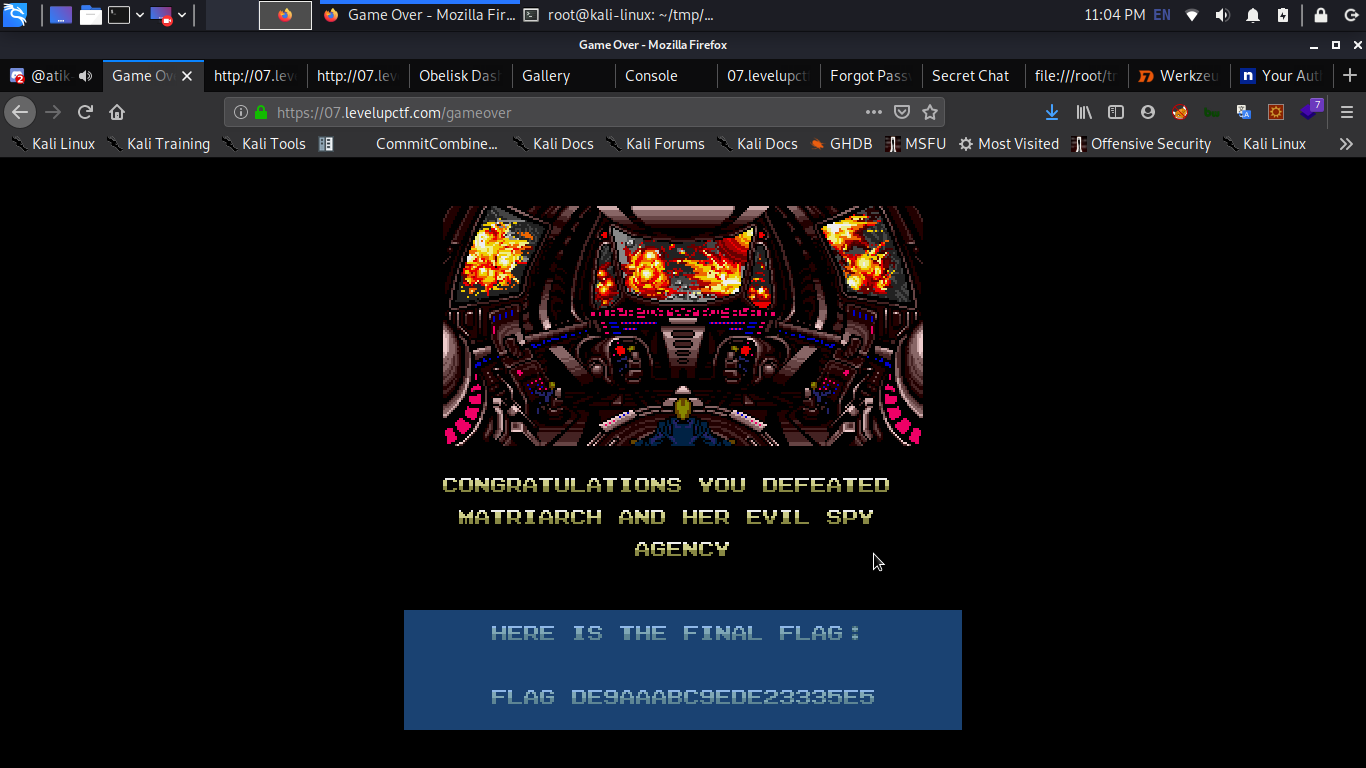 Game Over - Mozilla Fir...
root@kali-linux: ~/tmp/...
11:04 PM EN
Game Over - Mozilla Firefox
@atik
Game Ov
http://07.lev
http://07.lev
Obelisk Das
Gallery
Console
07.levelupct
Forgot Pass
Secret Chat
file:///root/t
Werkzeu
Your Aut
https://07.levelupctf.com/gameover
7
Kali Linux
Kali Training
Kali Tools
CommitCombine...
Kali Docs
Kali Forums
Kali Docs
GHDB
MSFU
Most Visited
Offensive Security
Kali Linux
CONGRATULATIONS YOU DEFEATED
MATRIARCH AND HER EVIL SPY
AGENCY
HERE IS THE FINAL FLAG:
FLAG DE9AAABC9EDE23335E5